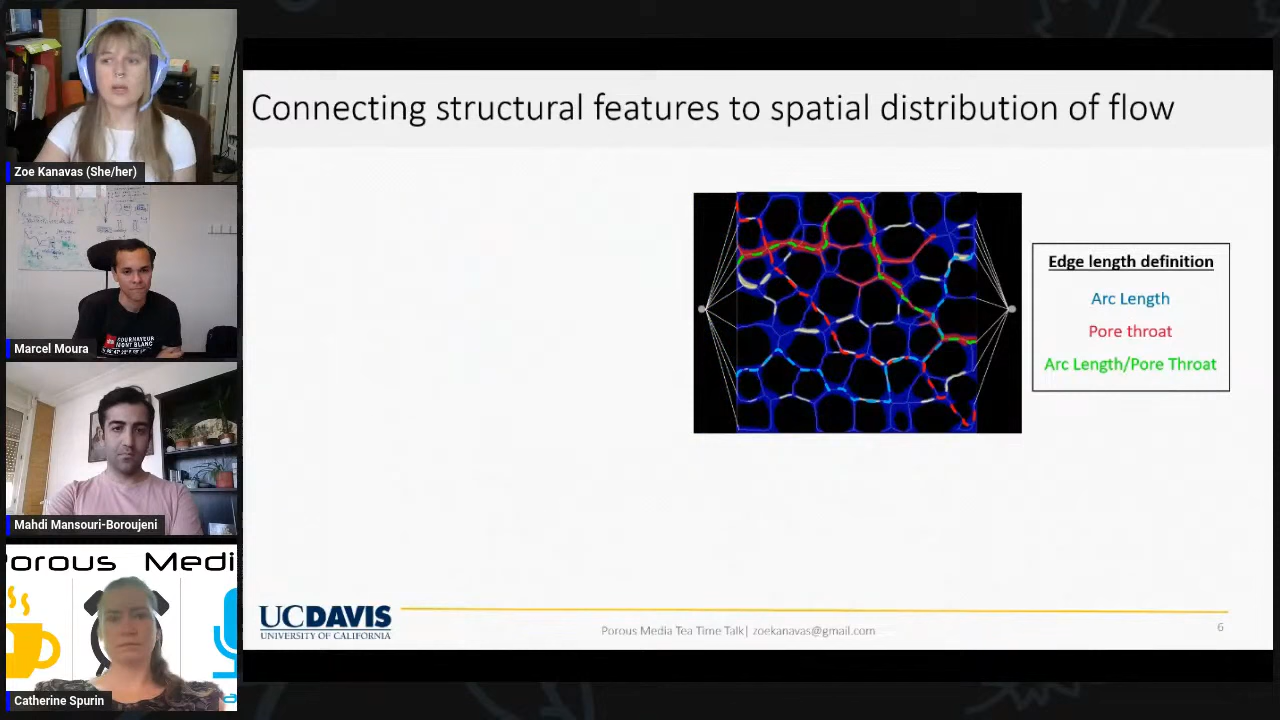 Connecting structural features to spatial distribution of flow
Zoe Kanavas (She/her)
Marcel Moura
Mahdi Mansouri-Boroujeni
Porous Medi
Catherine Spurin
Edge length definition
Arc Length
Pore throat
Arc Length/Pore Throat
UCDAVIS
UNIVERSITY OF CALIFORNIA
Porous Media Tea Time Talk| zoekanavas@gmail.com
6